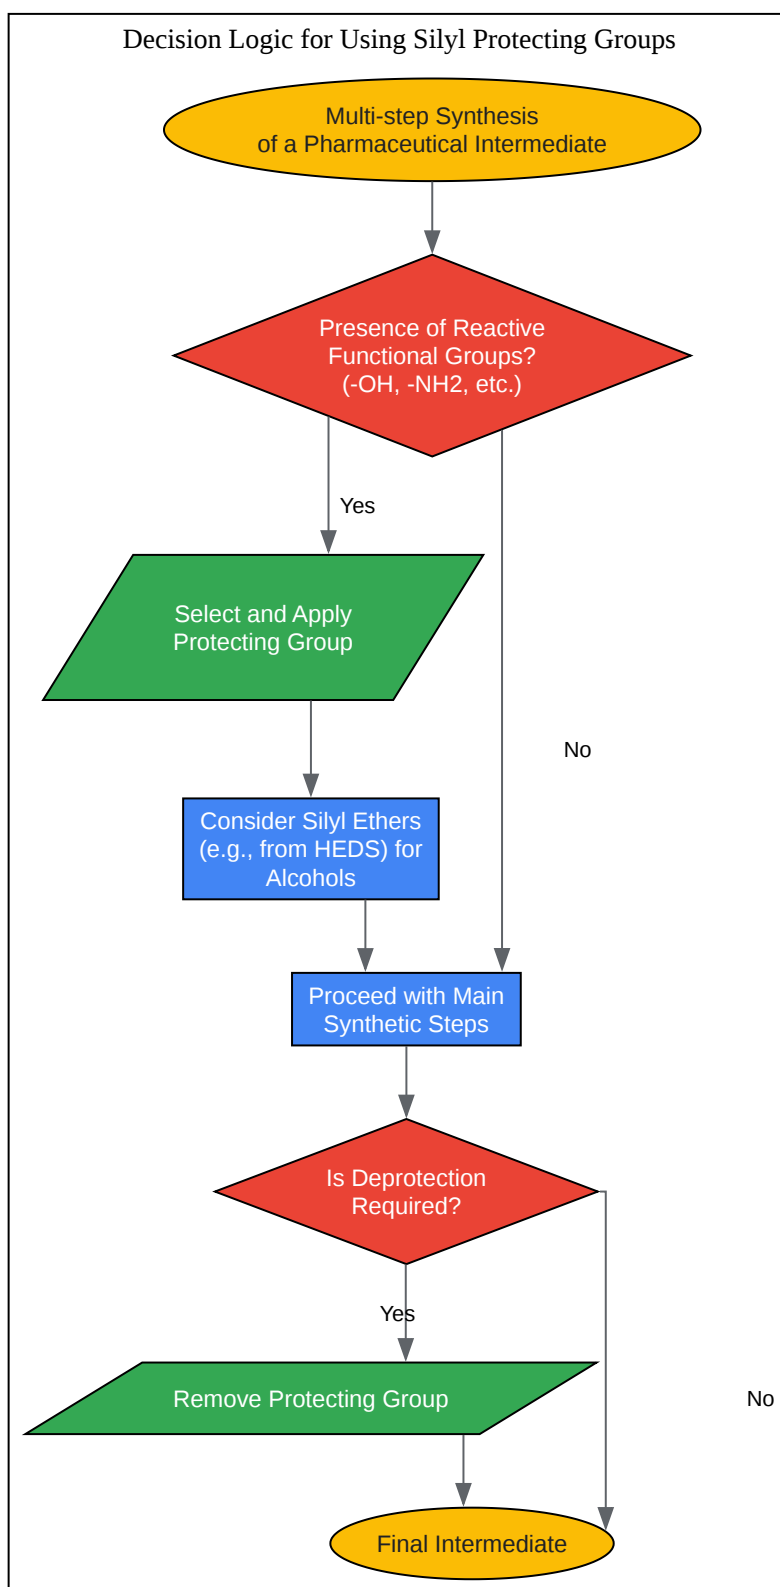 Decision Logic for Using Silyl Protecting Groups
Multi-step Synthesis
of a Pharmaceutical Intermediate
Presence of Reactive
Functional Groups?
(-OH, -NH2, etc.)
Yes
Select and Apply
Protecting Group
No
Consider Silyl Ethers
(e.g., from HEDS) for
Alcohols
Proceed with Main
Synthetic Steps
Is Deprotection
Required?
Yes
Remove Protecting Group
No
Final Intermediate